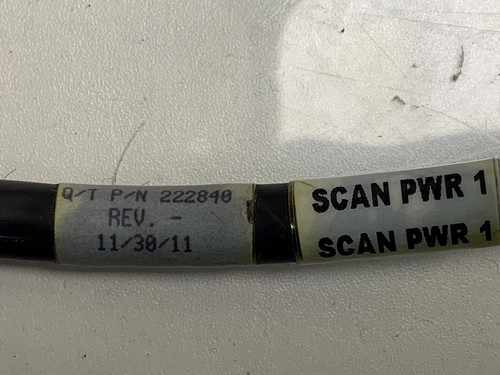 Q/T P/N 222840
REV. -
11/30/11
SCAN PWR 1
SCAN PWR 1